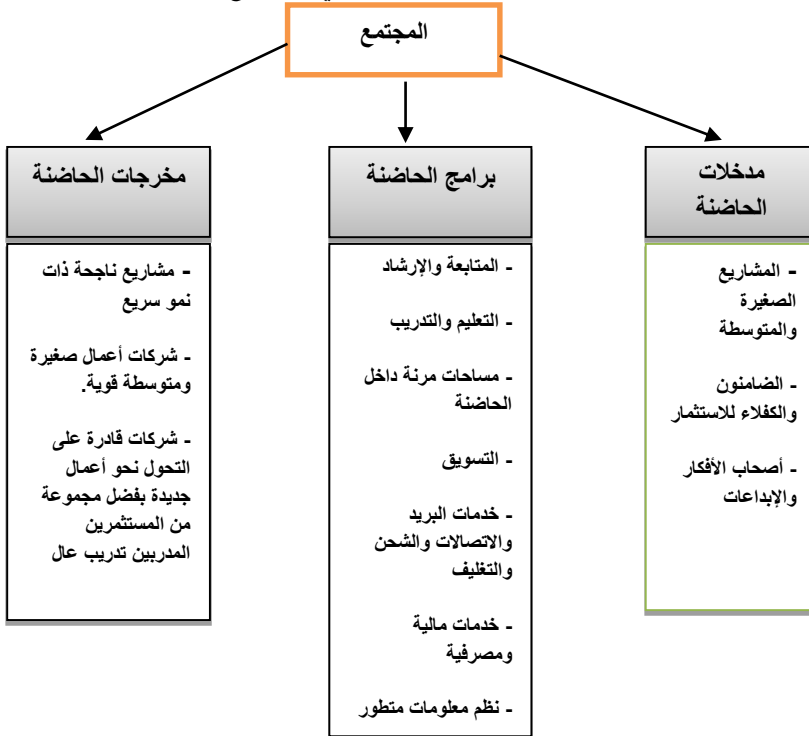 المجتمع
مدخلات
الحاضنة
- المشاريع
الصغيرة
والمتوسطة
- الضامنون
والكفلاء للاستثمار
- أصحاب الأفكار
والإبداعات
برامج الحاضنة
- المتابعة والإرشاد
- التعليم والتدريب
- مساحات مرنة داخل
الحاضنة
- التسويق
- خدمات البريد
والاتصالات والشحن
والتغليف
- خدمات مالية
ومصرفية
- نظم معلومات متطور
مخرجات الحاضنة
- مشاريع ناجحة ذات
نمو سريع
- شركات أعمال صغيرة
ومتوسطة قوية.
- شركات قادرة على
التحول نحو أعمال
جديدة بفضل مجموعة
من المستثمرين
المدربين تدريب عال